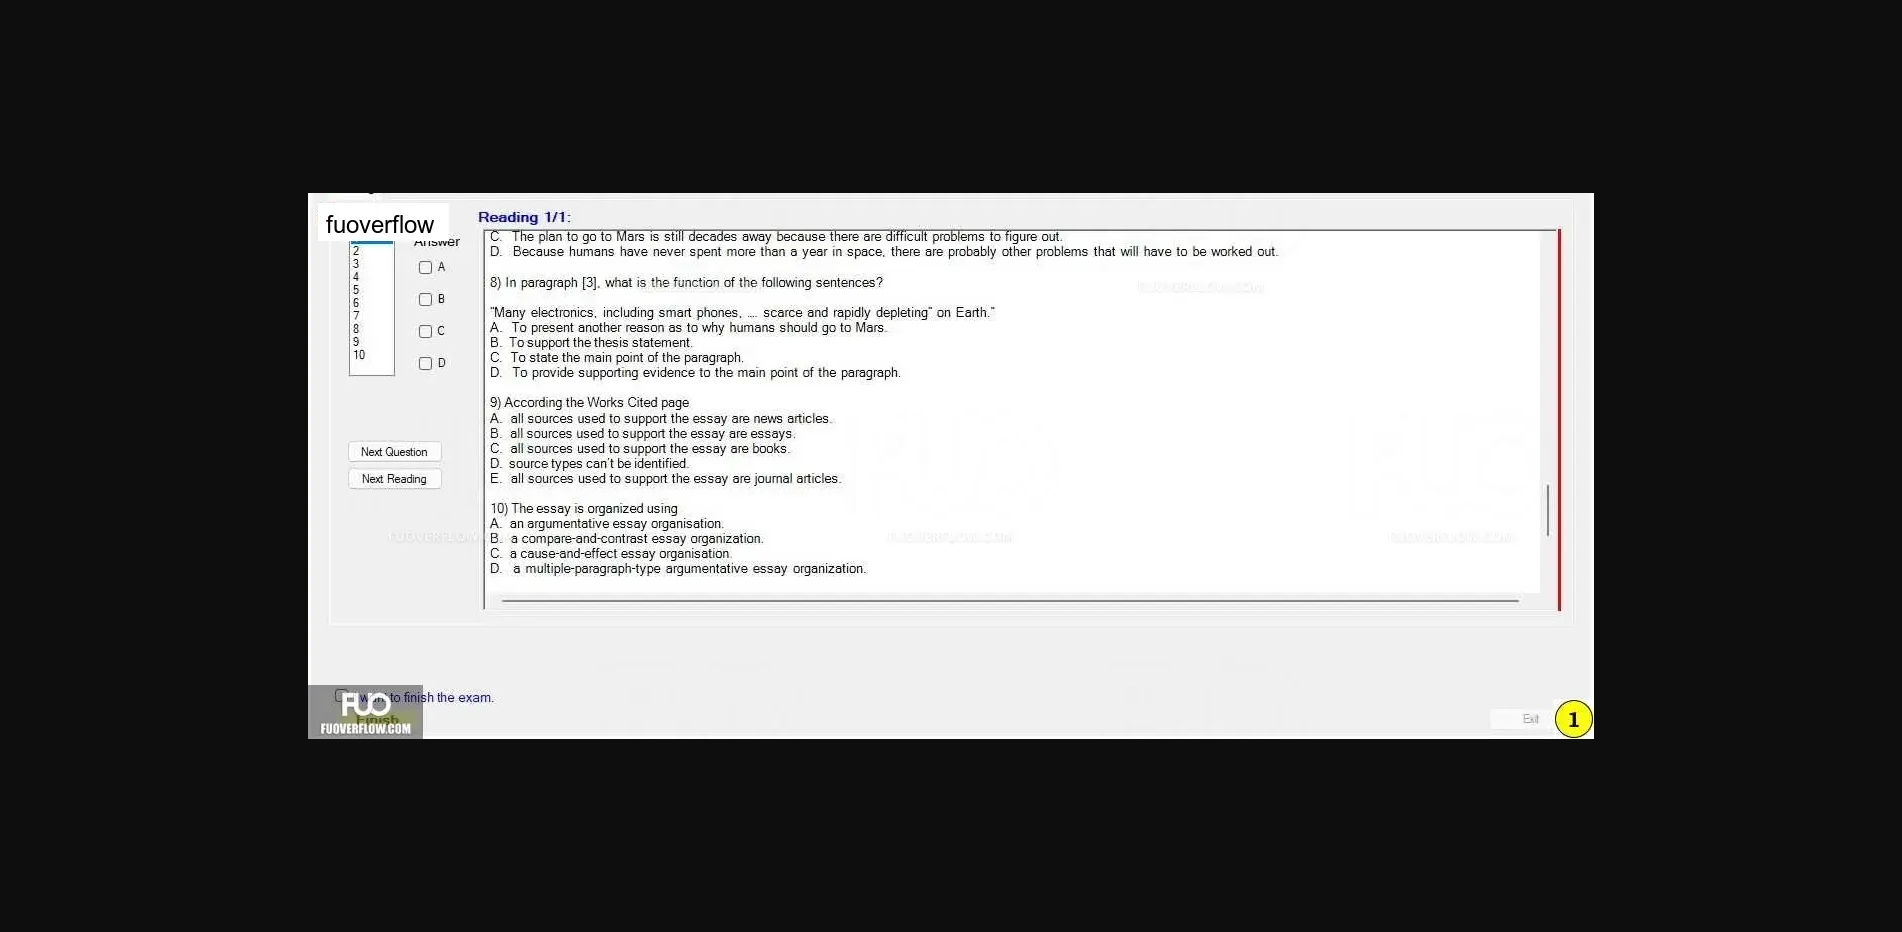 fuoverflow
Reading 1/1:
Answer
2
3
4
5
6
7
8
9
10
A
B
C
D
Next Question
Next Reading
C. The plan to go to Mars is still decades away because there are difficult problems to figure out.
D. Because humans have never spent more than a year in space, there are probably other problems that will have to be worked out.
8) In paragraph [3], what is the function of the following sentences?
"Many electronics, including smart phones, .... scarce and rapidly depleting" on Earth."
A. To present another reason as to why humans should go to Mars.
B. To support the thesis statement.
C. To state the main point of the paragraph.
D. To provide supporting evidence to the main point of the paragraph.
9) According the Works Cited page
A. all sources used to support the essay are news articles.
B. all sources used to support the essay are essays.
C. all sources used to support the essay are books.
D. source types can't be identified.
E. all sources used to support the essay are journal articles.
10) The essay is organized using
A. an argumentative essay organisation.
B. a compare-and-contrast essay organization.
C. a cause-and-effect essay organisation.
D. a multiple-paragraph-type argumentative essay organization.
FUOVERFLOW.COM
FUOVERFLOW.COM
FUOVERFLOW.COM
want to finish the exam.
Finish
FUO
FUOVERFLOW.COM
Exit
1